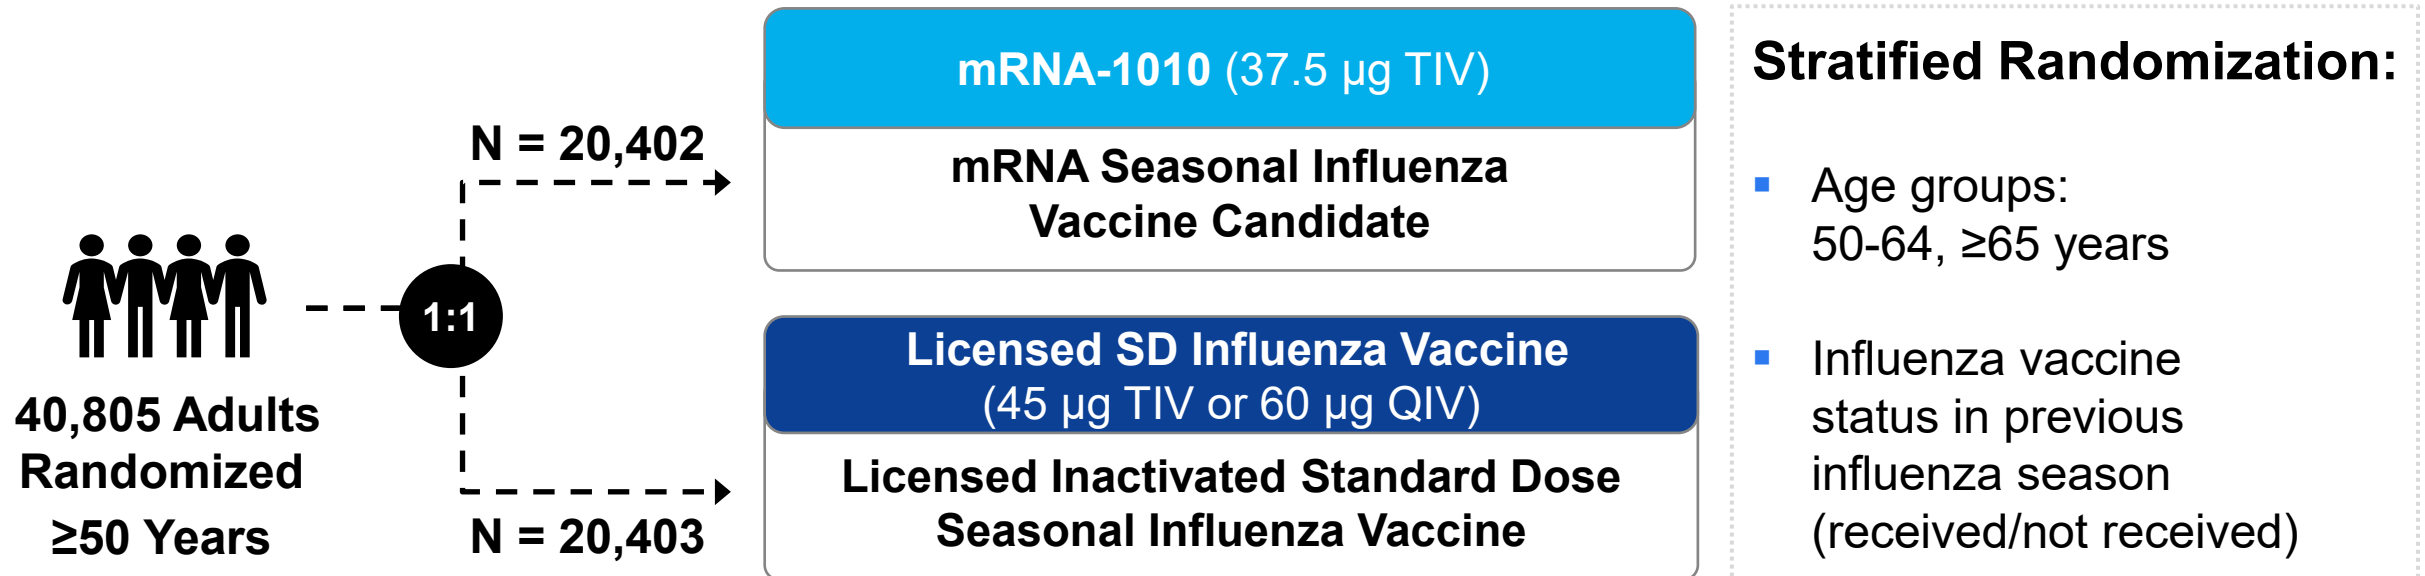 40,805 Adults
Randomized
≥50 Years
1:1
N = 20,402
N = 20,403
mRNA-1010 (37.5 µg TIV)
mRNA Seasonal Influenza
Vaccine Candidate
Licensed SD Influenza Vaccine
(45 µg TIV or 60 µg QIV)
Licensed Inactivated Standard Dose
Seasonal Influenza Vaccine
Stratified Randomization:
▪ Age groups:
50-64, ≥65 years
▪ Influenza vaccine
status in previous
influenza season
(received/not received)